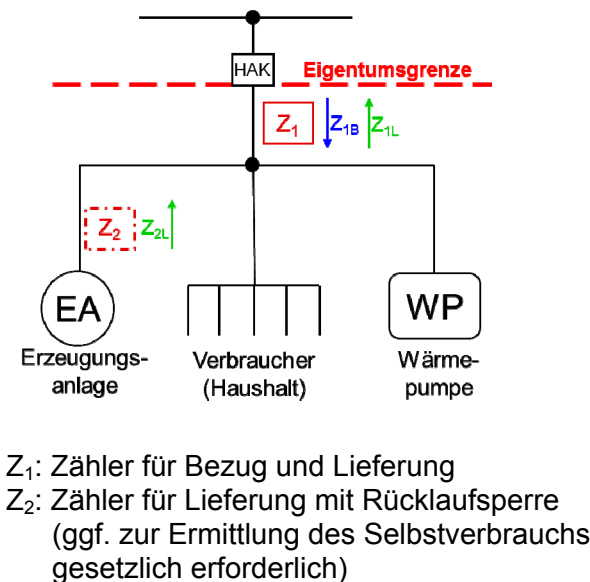 HAK
Eigentumsgrenze
Z₁ Z₁B Z₁L
Z₂ Z₂L
EA WP
Erzeugungs-
anlage
Verbraucher
(Haushalt)
Wärme-
pumpe
Z₁: Zähler für Bezug und Lieferung
Z₂: Zähler für Lieferung mit Rücklaufsperre
(ggf. zur Ermittlung des Selbstverbrauchs
gesetzlich erforderlich)